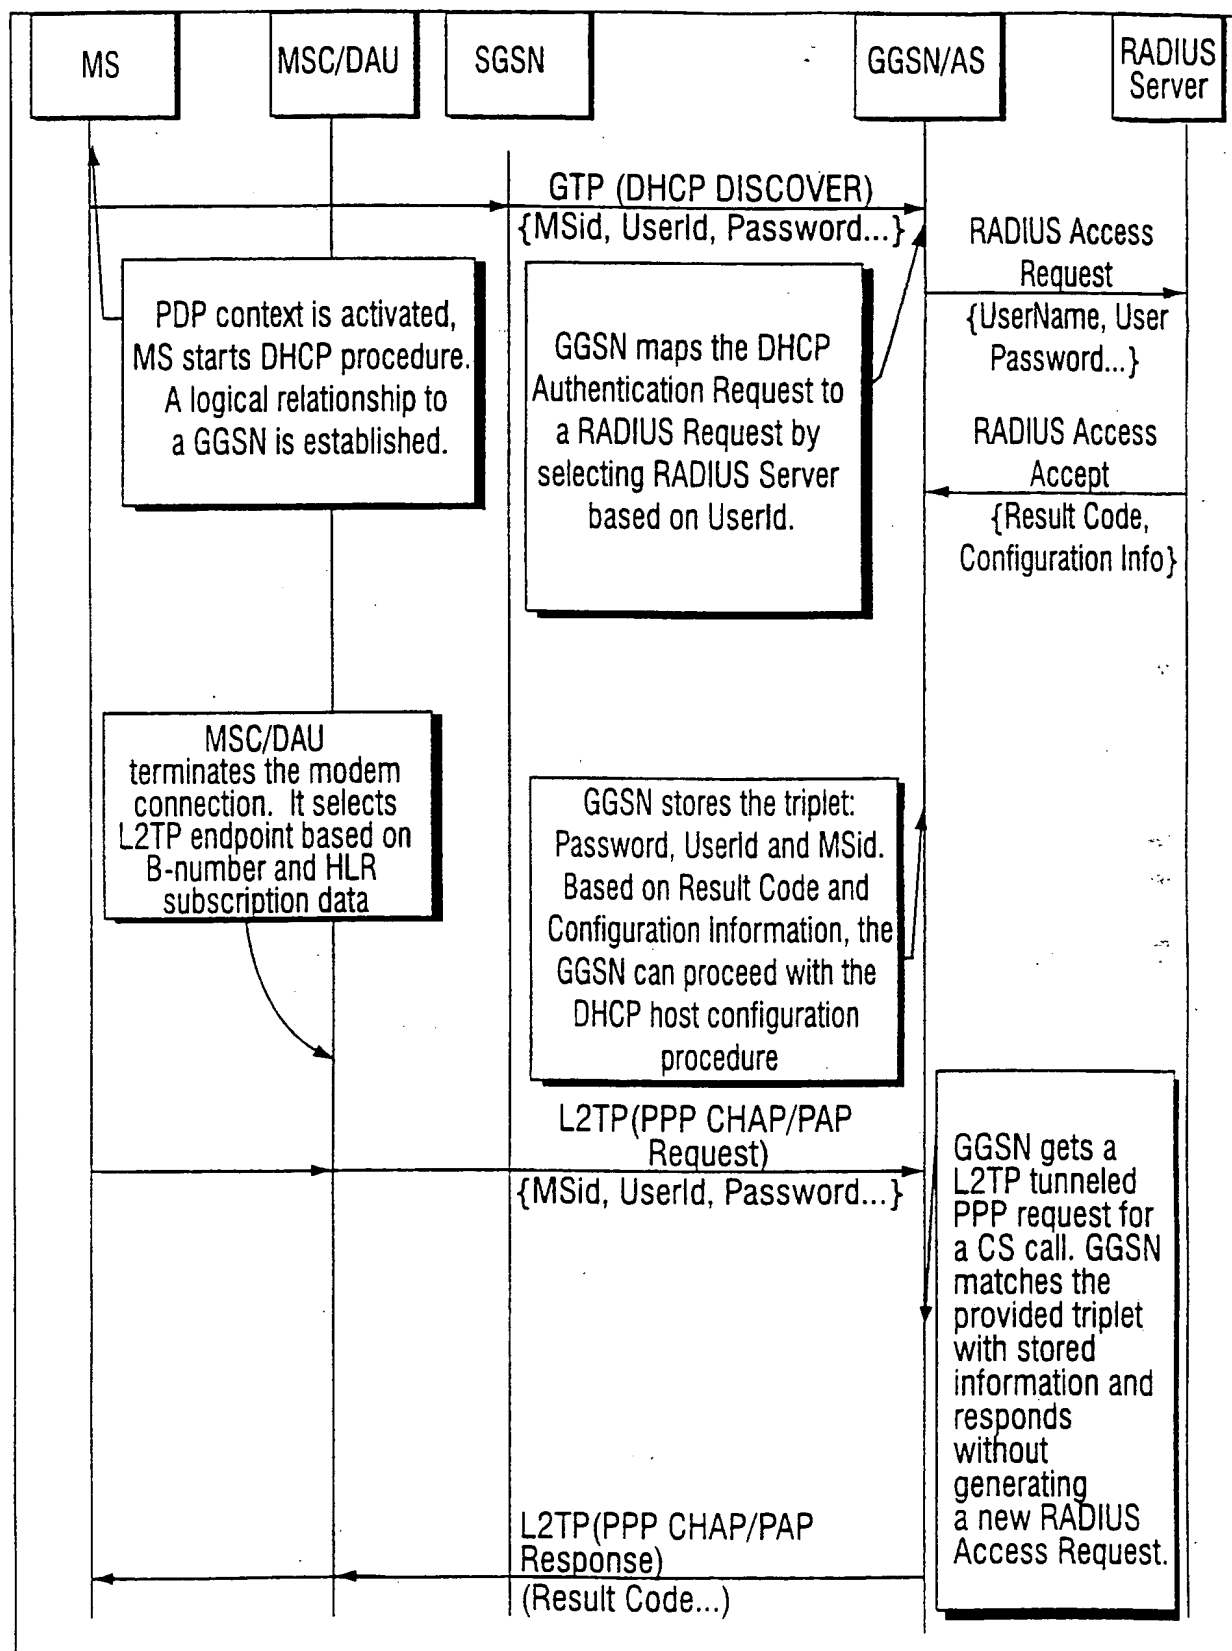 MS
MSC/DAU
SGSN
GGSN/AS
RADIUS
Server
GTP (DHCP DISCOVER)
{MSid, UserId, Password...}
RADIUS Access
Request
{UserName, User
Password...}
PDP context is activated,
MS starts DHCP procedure.
A logical relationship to
a GGSN is established.
GGSN maps the DHCP
Authentication Request to
a RADIUS Request by
selecting RADIUS Server
based on UserId.
RADIUS Access
Accept
{Result Code,
Configuration Info}
MSC/DAU
terminates the modem
connection. It selects
L2TP endpoint based on
B-number and HLR
subscription data
GGSN stores the triplet:
Password, UserId and MSid.
Based on Result Code and
Configuration Information, the
GGSN can proceed with the
DHCP host configuration
procedure
L2TP(PPP CHAP/PAP
Request)
{MSid, UserId, Password...}
GGSN gets a
L2TP tunneled
PPP request for
a CS call. GGSN
matches the
provided triplet
with stored
information and
responds
without
generating
a new RADIUS
Access Request.
L2TP(PPP CHAP/PAP
Response)
(Result Code...)